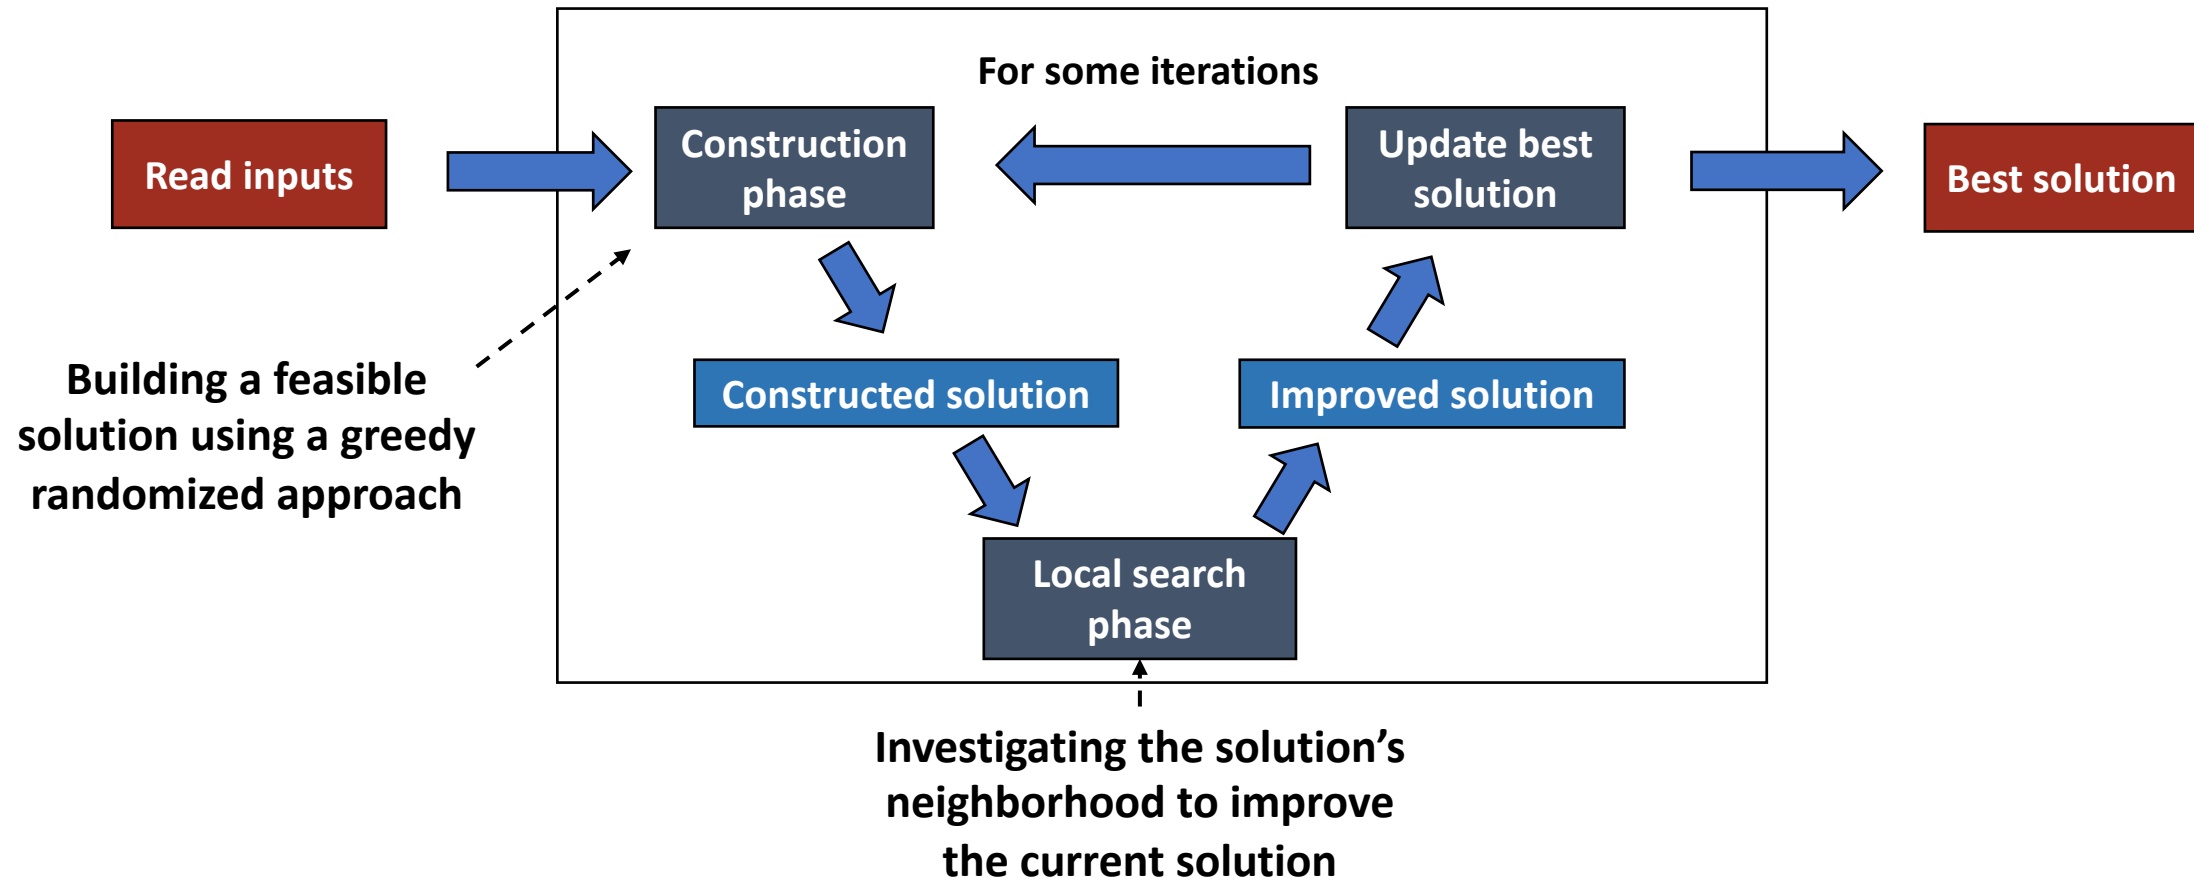 For some iterations
Read inputs
Construction
phase
Update best
solution
Best solution
Building a feasible
solution using a greedy
randomized approach
Constructed solution
Improved solution
Local search
phase
Investigating the solution’s
neighborhood to improve
the current solution